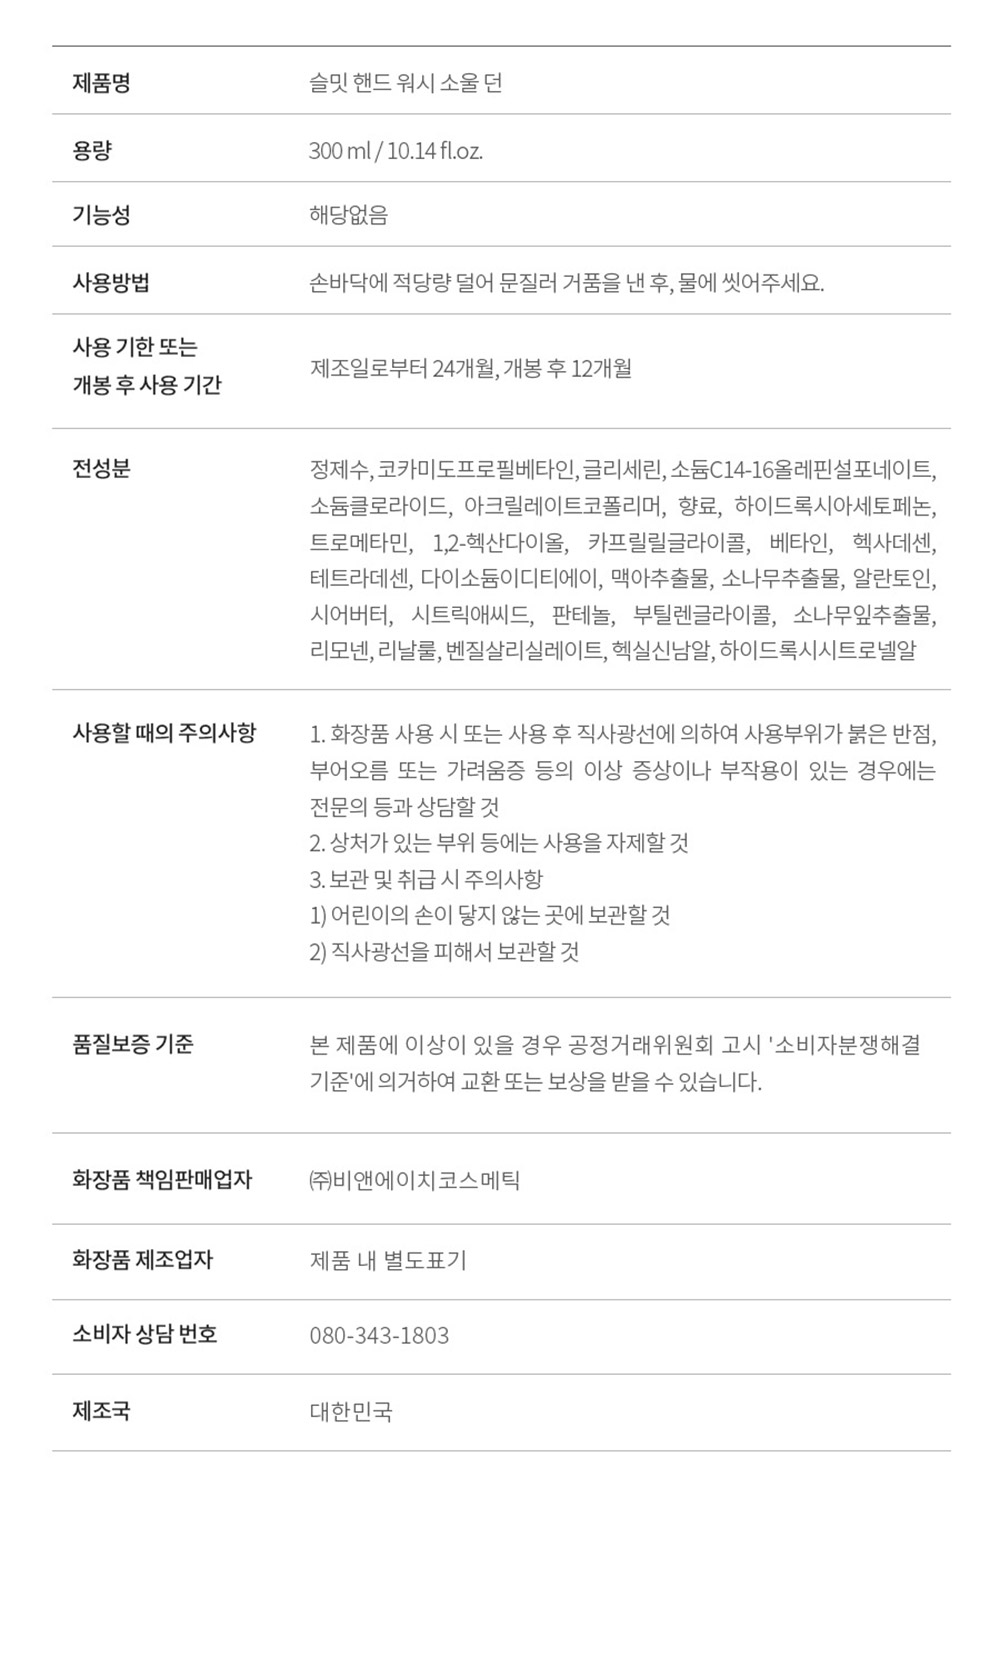 제품명 슬밋 핸드 워시 소울 던
용량 300 ml / 10.14 fl.oz.
기능성 해당없음
사용방법 손바닥에 적당량 덜어 문질러 거품을 낸 후, 물에 씻어주세요.
사용 기한 또는
개봉 후 사용 기간 제조일로부터 24개월, 개봉 후 12개월
전성분 정제수, 코카미도프로필베타인, 글리세린, 소듐C14-16올레핀설포네이트,
소듐클로라이드, 아크릴레이트코폴리머, 향료, 하이드록시아세토페논,
트로메타민, 1,2-헥산다이올, 카프릴릴글라이콜, 베타인, 헥사데센,
테트라데센, 다이소듐이디티에이, 맥아추출물, 소나무추출물, 알란토인,
시어버터, 시트릭애씨드, 판테놀, 부틸렌글라이콜, 소나무잎추출물,
리모넨, 리날룰, 벤질살리실레이트, 헥실신남알, 하이드록시시트로넬알
사용할 때의 주의사항 1. 화장품 사용 시 또는 사용 후 직사광선에 의하여 사용부위가 붉은 반점,
부어오름 또는 가려움증 등의 이상 증상이나 부작용이 있는 경우에는
전문의 등과 상담할 것
2. 상처가 있는 부위 등에는 사용을 자제할 것
3. 보관 및 취급 시 주의사항
1) 어린이의 손이 닿지 않는 곳에 보관할 것
2) 직사광선을 피해서 보관할 것
품질보증 기준 본 제품에 이상이 있을 경우 공정거래위원회 고시 '소비자분쟁해결
기준'에 의거하여 교환 또는 보상을 받을 수 있습니다.
화장품 책임판매업자 ㈜비앤에이치코스메틱
화장품 제조업자 제품 내 별도표기
소비자 상담 번호 080-343-1803
제조국 대한민국